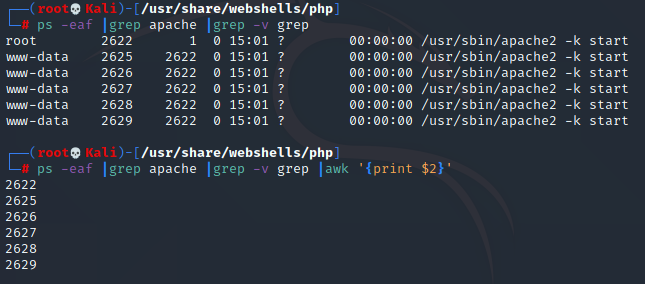 ┌──(root💀Kali)-[/usr/share/webshells/php]
└─# ps -eaf |grep apache |grep -v grep
root        2622       1  0 15:01 ?        00:00:00 /usr/sbin/apache2 -k start
www-data    2625    2622  0 15:01 ?        00:00:00 /usr/sbin/apache2 -k start
www-data    2626    2622  0 15:01 ?        00:00:00 /usr/sbin/apache2 -k start
www-data    2627    2622  0 15:01 ?        00:00:00 /usr/sbin/apache2 -k start
www-data    2628    2622  0 15:01 ?        00:00:00 /usr/sbin/apache2 -k start
www-data    2629    2622  0 15:01 ?        00:00:00 /usr/sbin/apache2 -k start
┌──(root💀Kali)-[/usr/share/webshells/php]
└─# ps -eaf |grep apache |grep -v grep |awk '{print $2}'
2622
2625
2626
2627
2628
2629